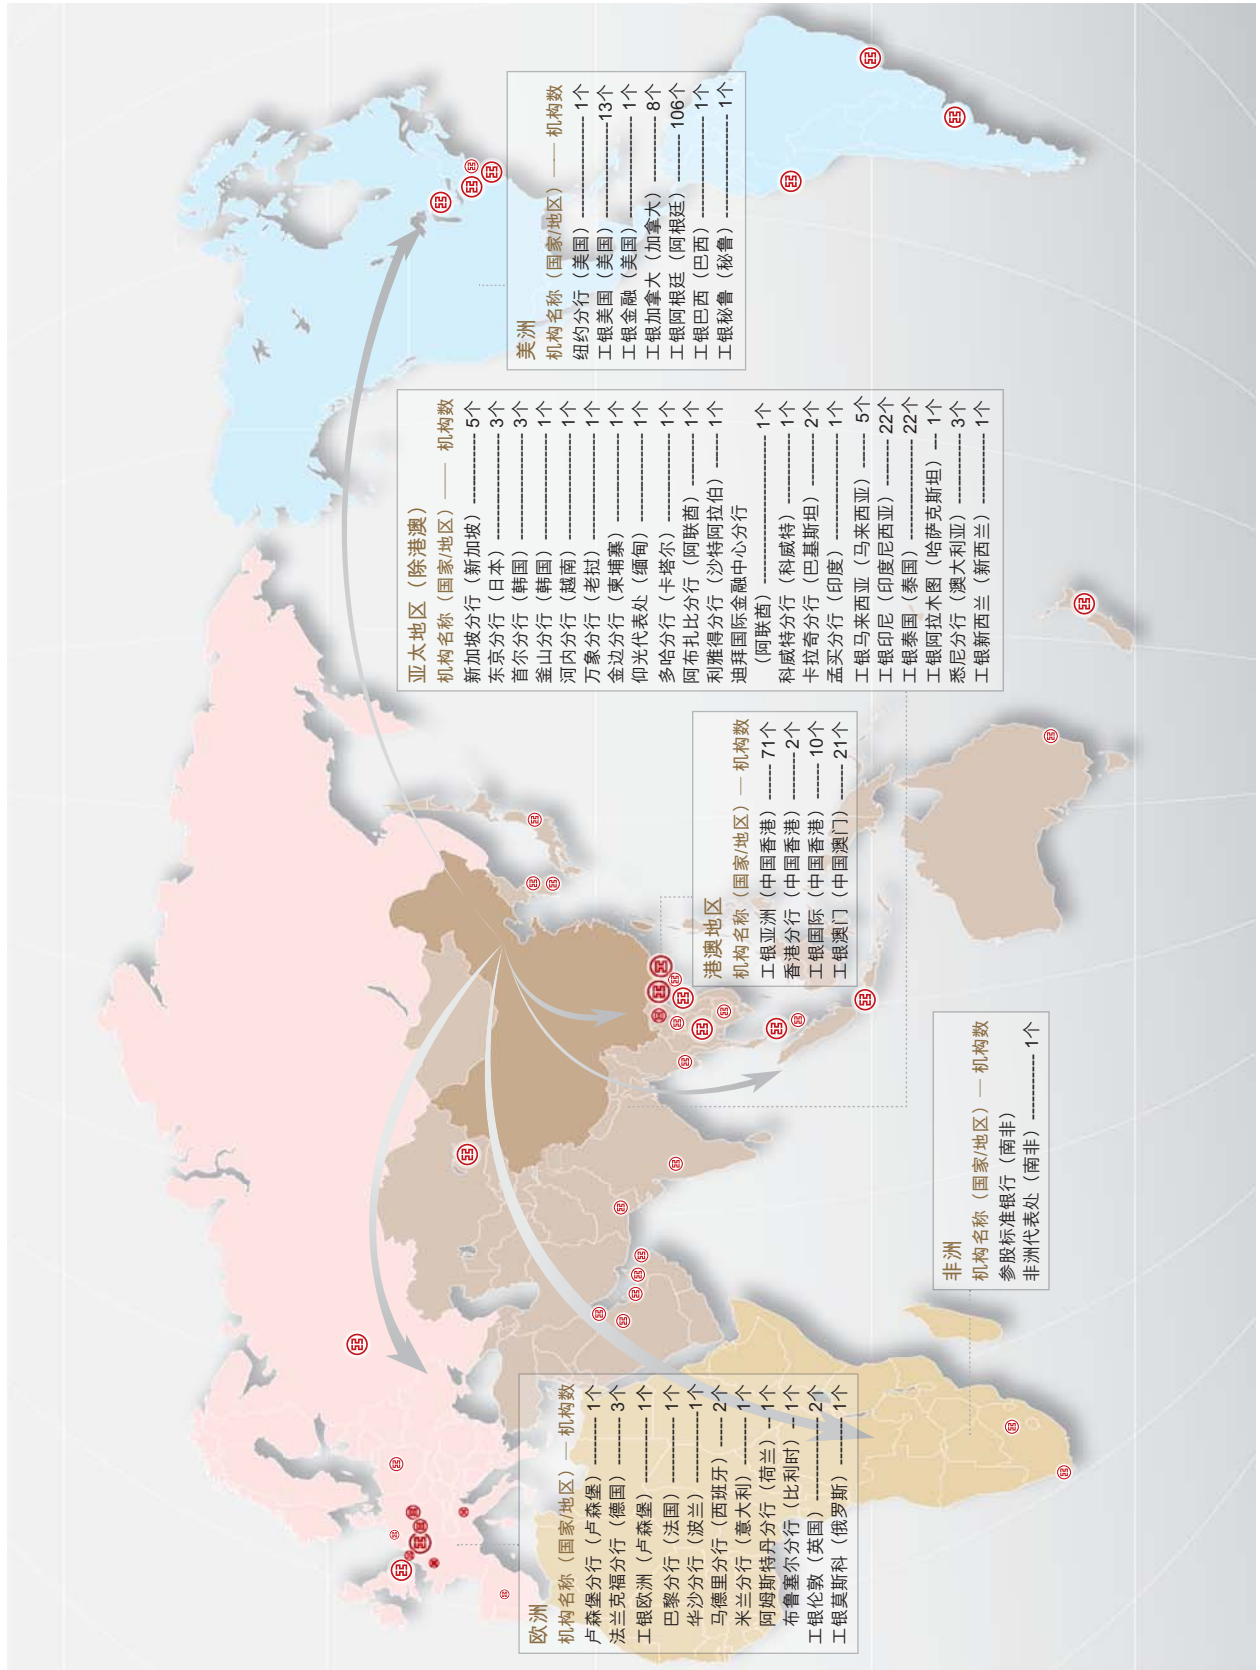 美洲
机构名称（国家/地区）—— 机构数
纽约分行（美国）---------------- 1个
工银美国（美国）--------------13个
工银金融（美国）-------------- 1个
工银加拿大（加拿大）-------- 8个
工银阿根廷（阿根廷）------ 106个
工银巴西（巴西）-------------- 1个
工银秘鲁（秘鲁）---------------- 1个
亚太地区（除港澳）
机构名称（国家/地区）—— 机构数
新加坡分行（新加坡）------------ 5个
东京分行（日本）---------------- 3个
首尔分行（韩国）---------------- 3个
釜山分行（韩国）---------------- 1个
河内分行（越南）---------------- 1个
万象分行（老挝）---------------- 1个
金边分行（柬埔寨）-------------- 1个
仰光代表处（缅甸）-------------- 1个
多哈分行（卡塔尔）-------------- 1个
阿布扎比分行（阿联酋）-------- 1个
利雅得分行（沙特阿拉伯）----- 1个
迪拜国际金融中心分行
（阿联酋）---------------------- 1个
科威特分行（科威特）----------- 1个
卡拉奇分行（巴基斯坦）-------- 2个
孟买分行（印度）---------------- 1个
工银马来西亚（马来西亚）------ 5个
工银印尼（印度尼西亚）------ 22个
工银泰国（泰国）-------------- 22个
工银阿拉木图（哈萨克斯坦）--- 1个
悉尼分行（澳大利亚）------------ 3个
工银新西兰（新西兰）------------ 1个
港澳地区
机构名称（国家/地区）— 机构数
工银亚洲（中国香港）------ 71个
香港分行（中国香港）--------2个
工银国际（中国香港）----- 10个
工银澳门（中国澳门）------21个
非洲
机构名称（国家/地区）— 机构数
参股标准银行（南非）
非洲代表处（南非）------------ 1个
欧洲
机构名称（国家/地区）— 机构数
卢森堡分行（卢森堡）-------- 1个
法兰克福分行（德国）-------- 3个
工银欧洲（卢森堡）----------- 1个
巴黎分行（法国）------------- 1个
华沙分行（波兰）--------------1个
马德里分行（西班牙）----- 2个
米兰分行（意大利）----------1个
阿姆斯特丹分行（荷兰）---1个
布鲁塞尔分行（比利时）-- 1个
工银伦敦（英国）------------- 2个
工银莫斯科（俄罗斯）--------1个